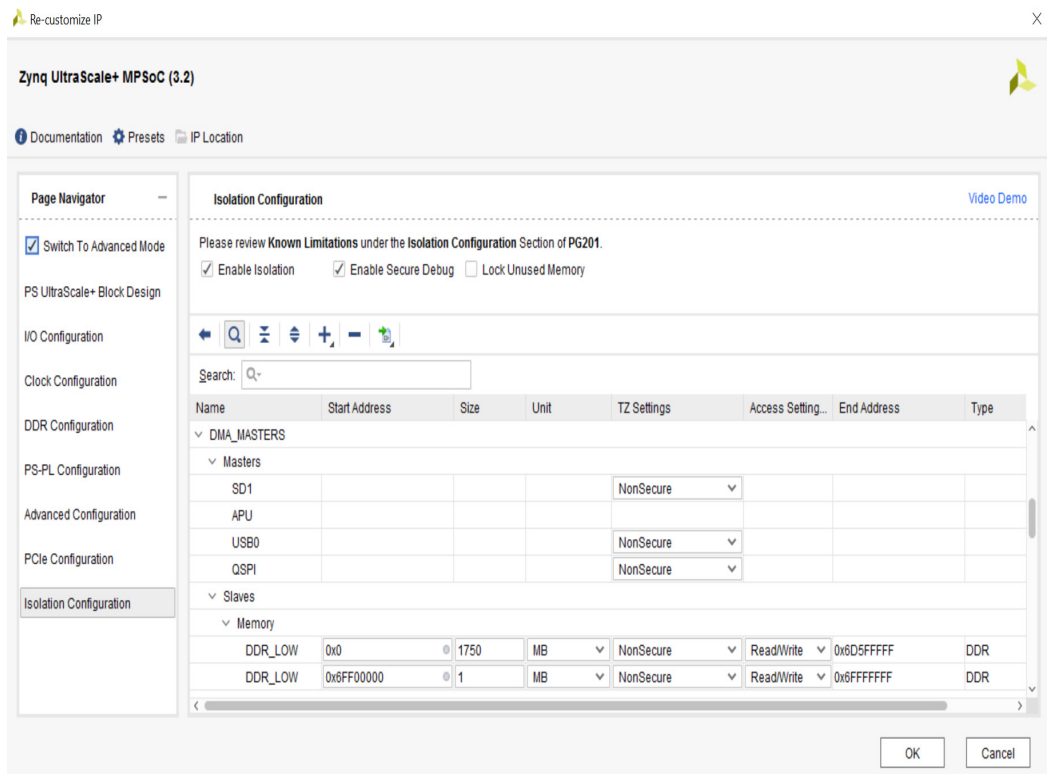 Re-customize IP
Zynq UltraScale+ MPSoC (3.2)
Documentation Presets IP Location
Page Navigator
Switch To Advanced Mode
PS UltraScale+ Block Design
I/O Configuration
Clock Configuration
DDR Configuration
PS-PL Configuration
Advanced Configuration
PCIe Configuration
Isolation Configuration
Isolation Configuration Video Demo
Please review Known Limitations under the Isolation Configuration Section of PG201.
Enable Isolation Enable Secure Debug Lock Unused Memory
Search:
Name Start Address Size Unit TZ Settings Access Setting... End Address Type
DMA_MASTERS
Masters
SD1 NonSecure
APU
USB0 NonSecure
QSPI NonSecure
Slaves
Memory
DDR_LOW 0x0 1750 MB NonSecure Read/Write 0x6D5FFFFF DDR
DDR_LOW 0x6FF00000 1 MB NonSecure Read/Write 0x6FFFFFFF DDR
OK Cancel